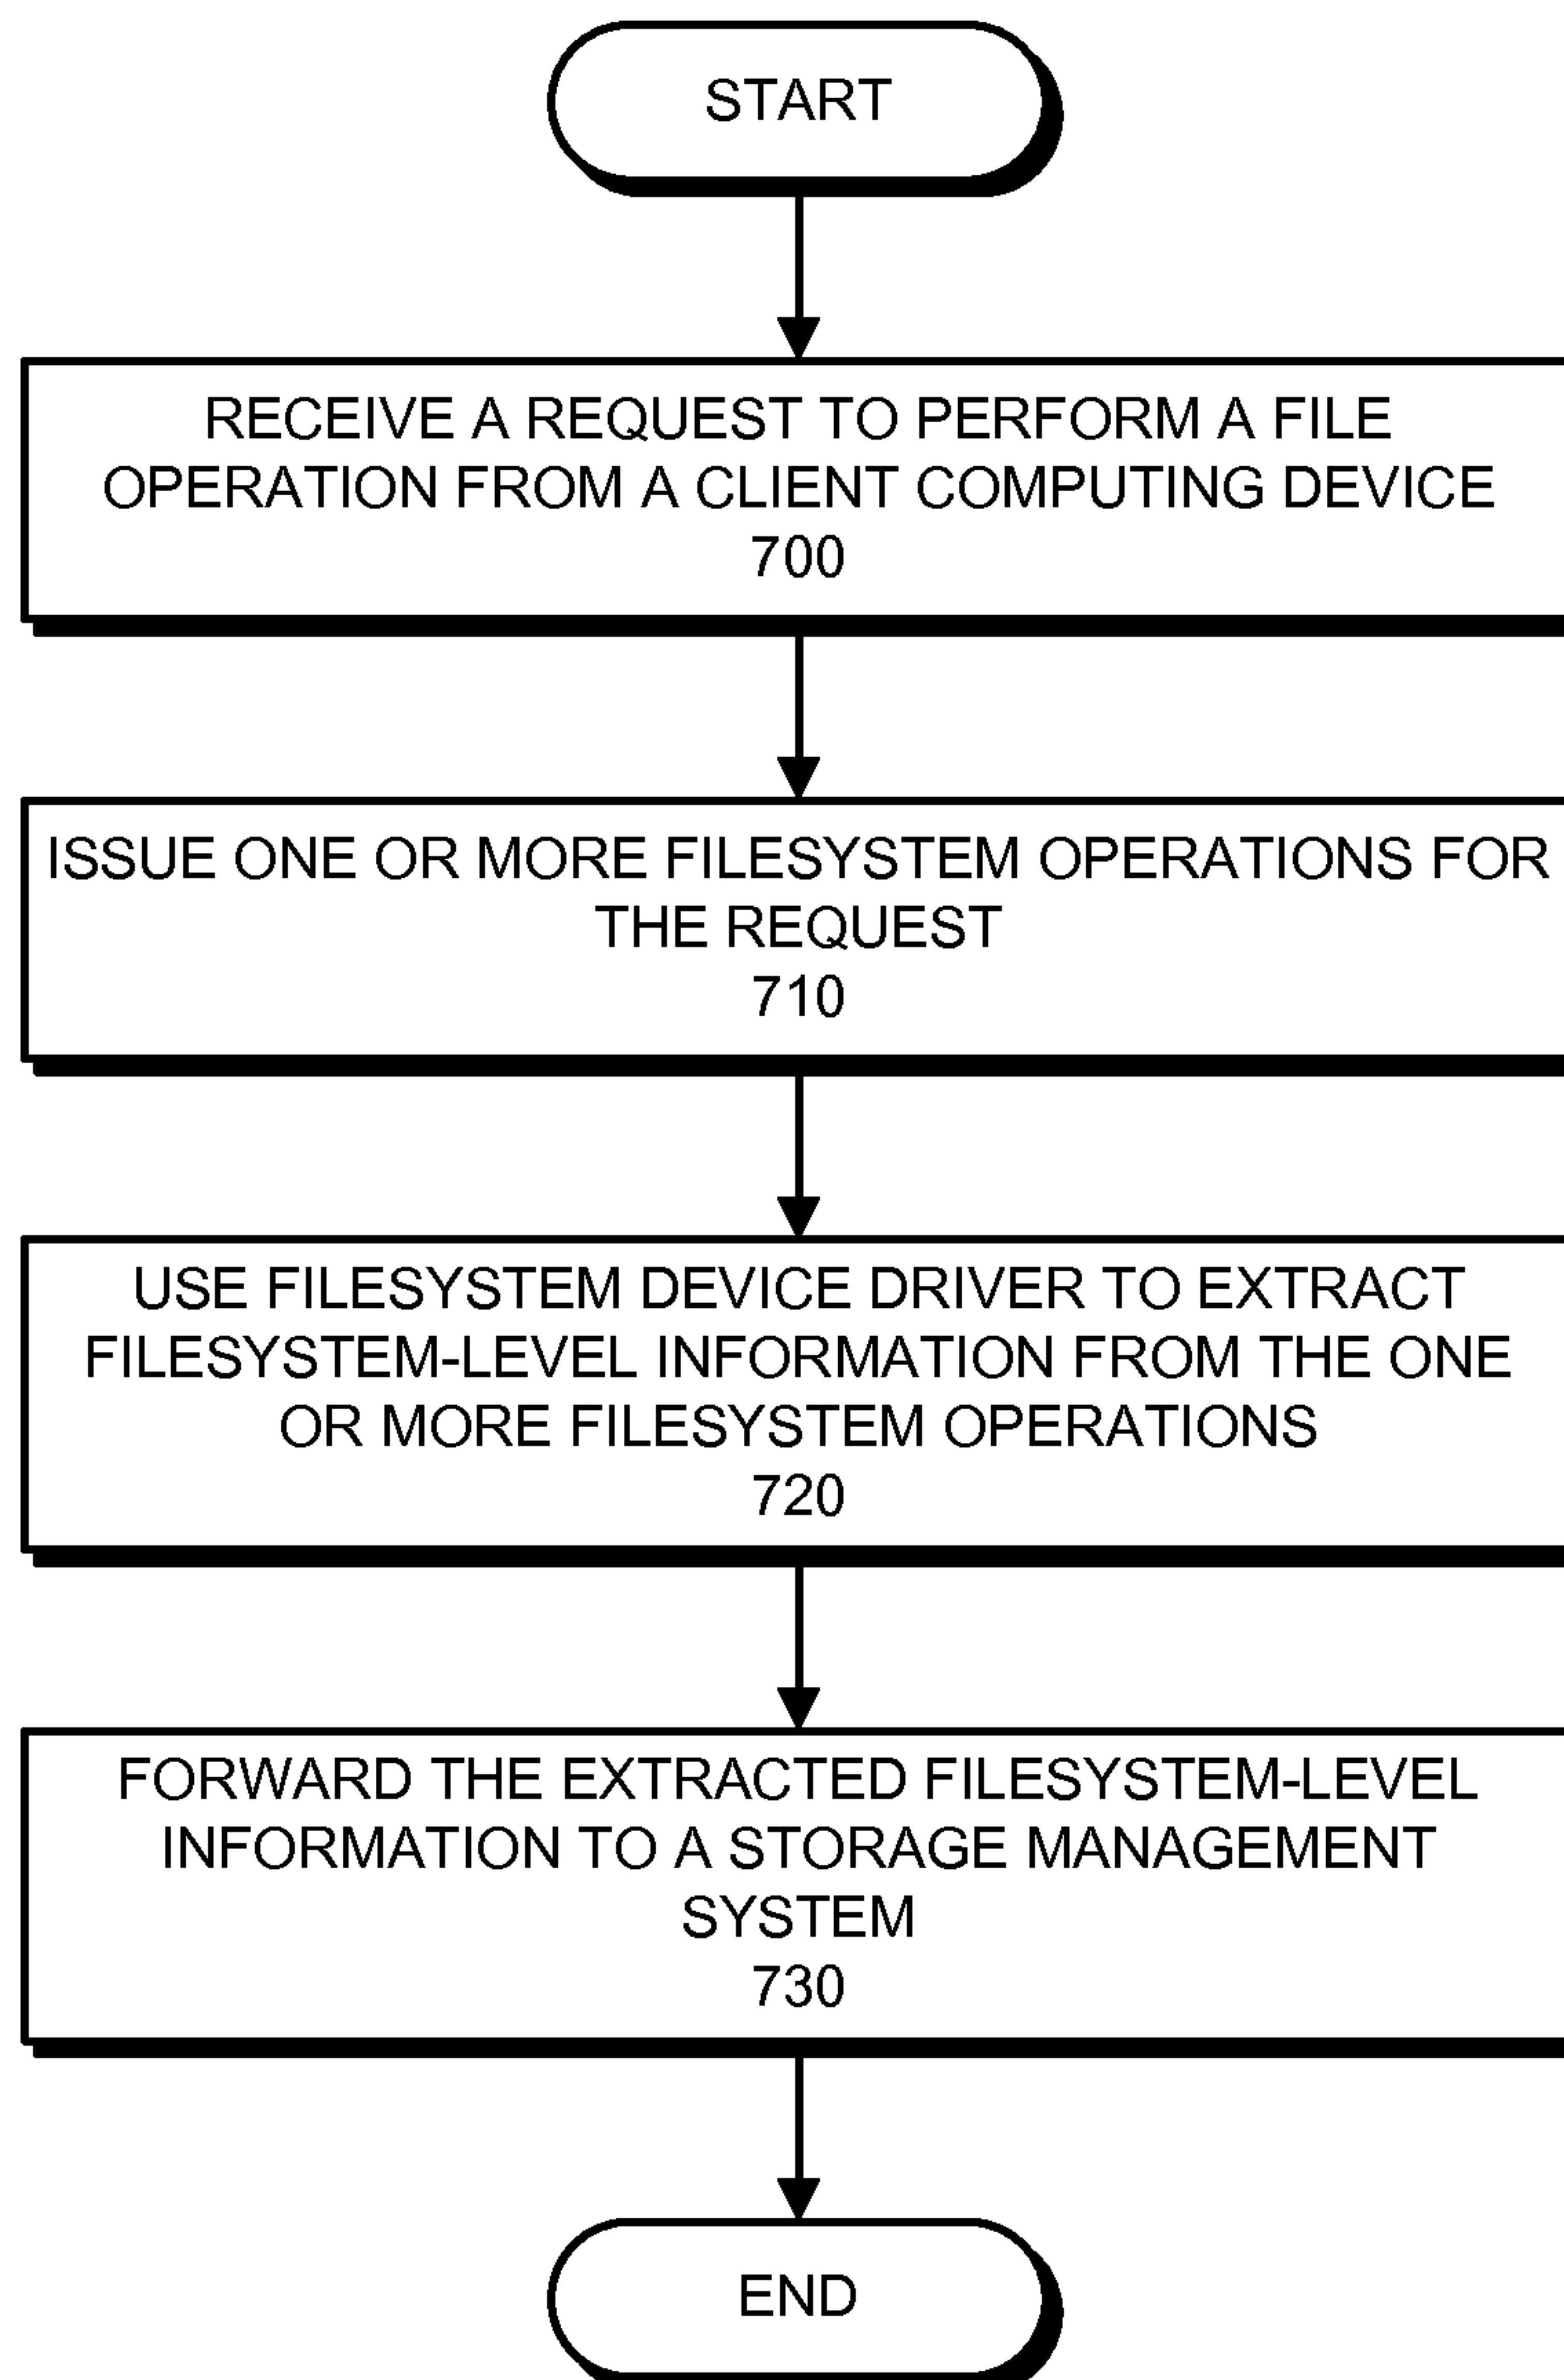 START
RECEIVE A REQUEST TO PERFORM A FILE
OPERATION FROM A CLIENT COMPUTING DEVICE
700
ISSUE ONE OR MORE FILESYSTEM OPERATIONS FOR
THE REQUEST
710
USE FILESYSTEM DEVICE DRIVER TO EXTRACT
FILESYSTEM-LEVEL INFORMATION FROM THE ONE
OR MORE FILESYSTEM OPERATIONS
720
FORWARD THE EXTRACTED FILESYSTEM-LEVEL
INFORMATION TO A STORAGE MANAGEMENT
SYSTEM
730
END